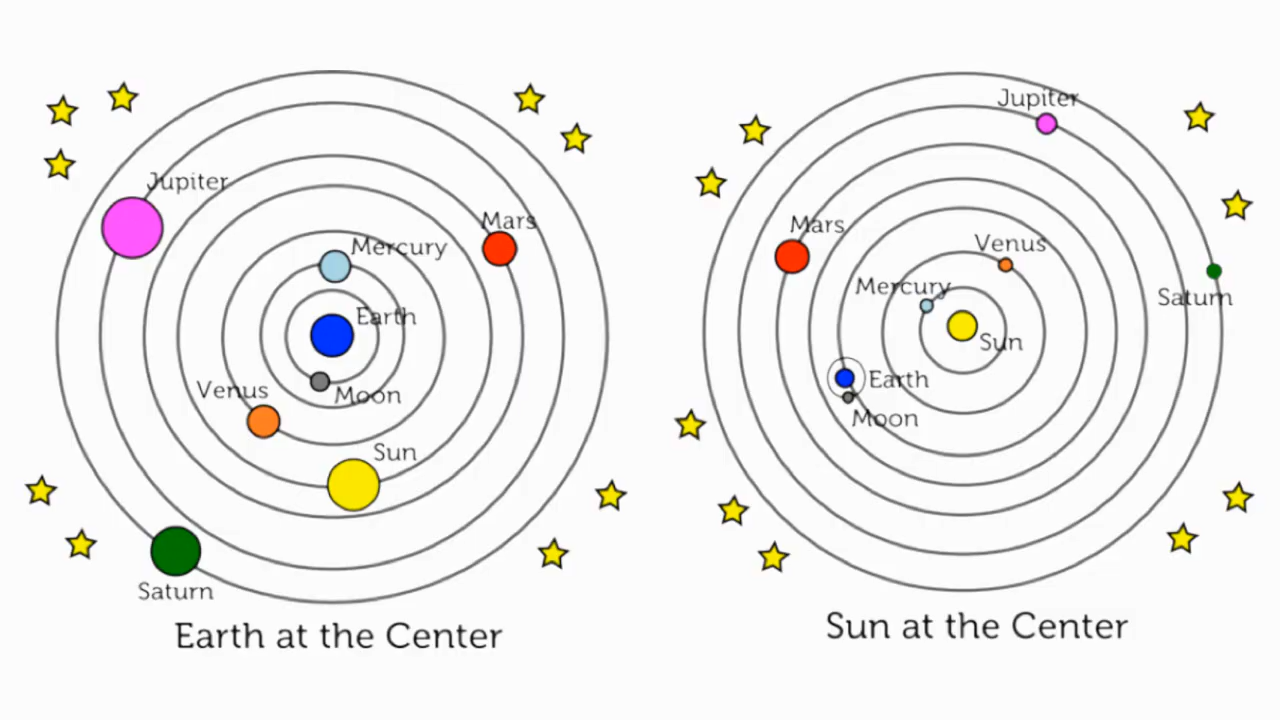 Jupiter
Mars
Mercury
Earth
Venus
Moon
Sun
Saturn
Earth at the Center
Jupiter
Mars
Venus
Mercury
Saturn
Sun
Earth
Moon
Sun at the Center